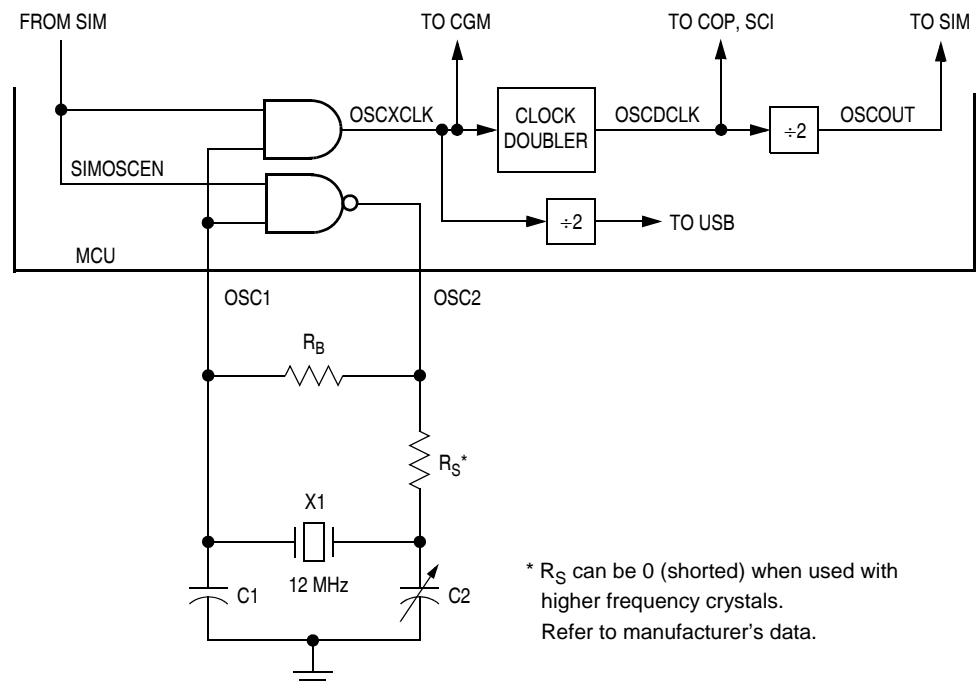 FROM SIM
TO CGM
TO COP, SCI
TO SIM
OSCXCLK
CLOCK
DOUBLER
OSCDCLK
÷2
OSCOUT
SIMOSCEN
÷2
TO USB
MCU
OSC1
OSC2
RB
RS*
X1
12 MHz
C1
C2
* RS can be 0 (shorted) when used with
higher frequency crystals.
Refer to manufacturer's data.